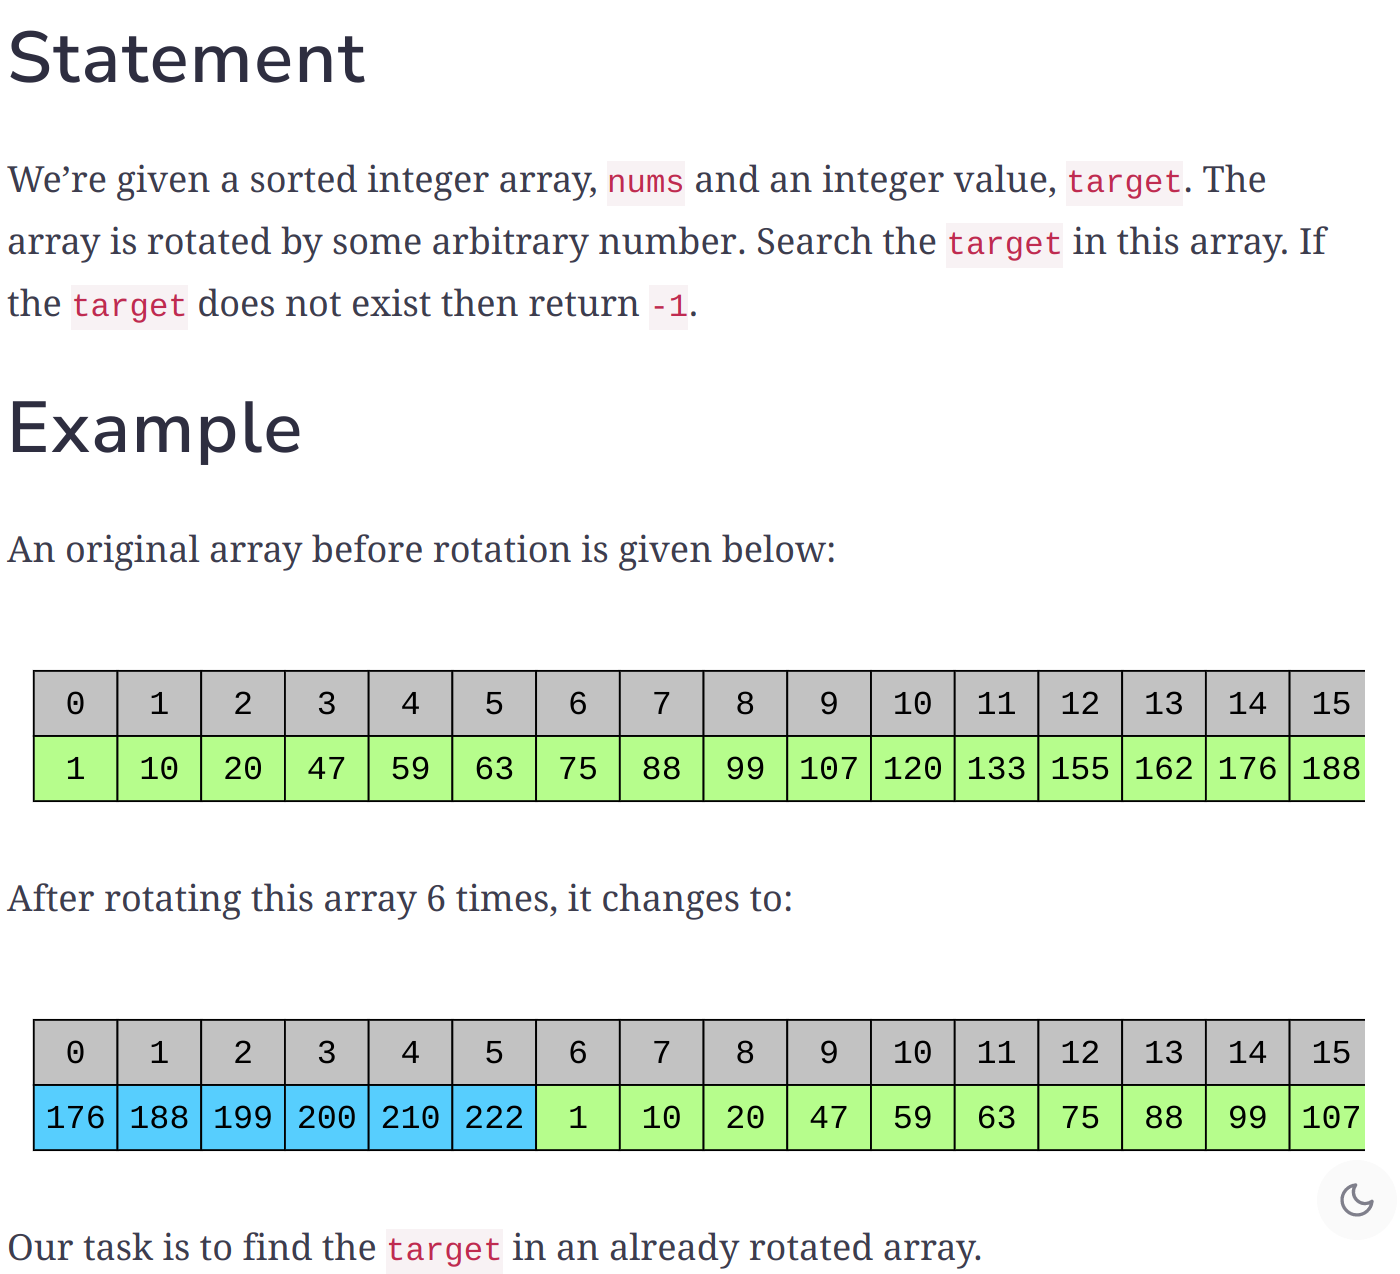 Statement
We’re given a sorted integer array, nums and an integer value, target. The
array is rotated by some arbitrary number. Search the target in this array. If
the target does not exist then return -1.
Example
An original array before rotation is given below:
0 1 2 3 4 5 6 7 8 9 10 11 12 13 14 15
1 10 20 47 59 63 75 88 99 107 120 133 155 162 176 188
After rotating this array 6 times, it changes to:
0 1 2 3 4 5 6 7 8 9 10 11 12 13 14 15
176 188 199 200 210 222 1 10 20 47 59 63 75 88 99 107
Our task is to find the target in an already rotated array.